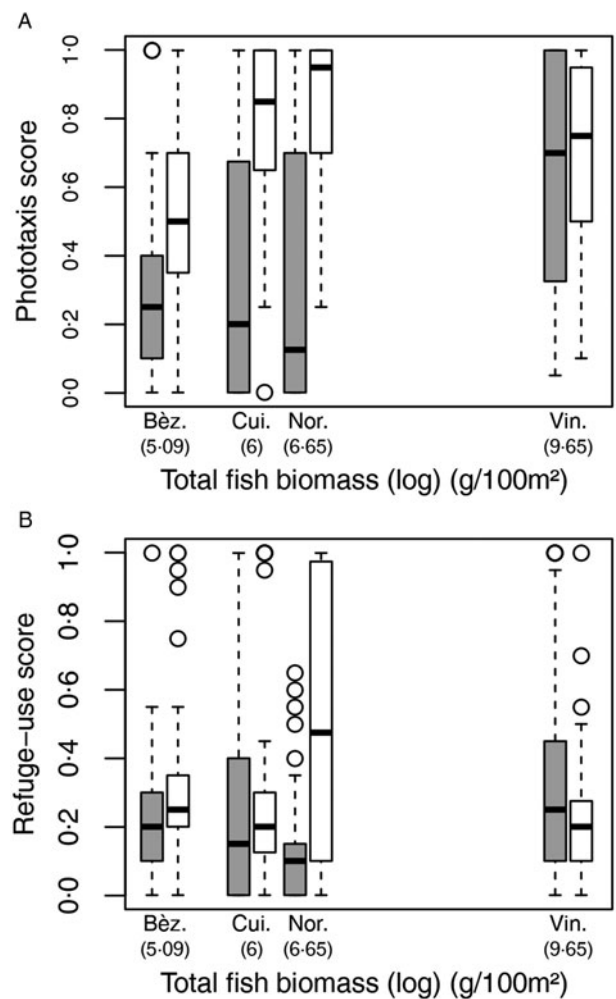 A
Phototaxis score
1·0
0·8
0·6
0·4
0·2
0·0
Bèz. Cui. Nor. Vin.
(5·09) (6) (6·65) (9·65)
Total fish biomass (log) (g/100m²)
B
Refuge−use score
1·0
0·8
0·6
0·4
0·2
0·0
Bèz. Cui. Nor. Vin.
(5·09) (6) (6·65) (9·65)
Total fish biomass (log) (g/100m²)